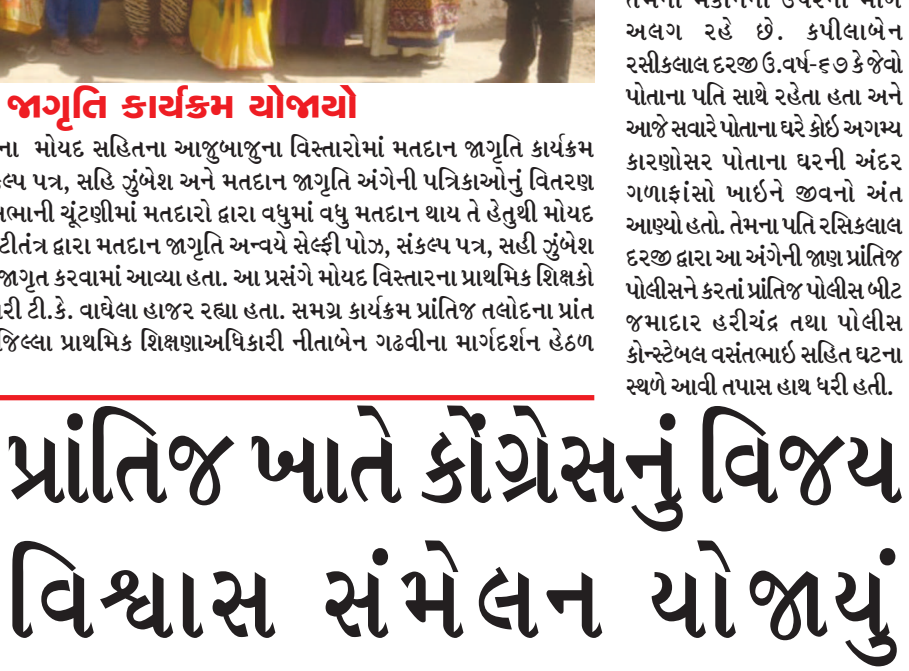 જાગૃતિ કાર્યક્રમ યોજાયો
ના મોયદ સહિતના આજુબાજુના વિસ્તારોમાં મતદાન જાગૃતિ કાર્યક્રમ
લ્પ પત્ર, સહિ ઝુંબેશ અને મતદાન જાગૃતિ અંગેની પત્રિકાઓનું વિતરણ
સભાની ચૂંટણીમાં મતદારો દ્વારા વધુમાં વધુ મતદાન થાય તે હેતુથી મોયદ
ટીતંત્ર દ્વારા મતદાન જાગૃતિ અન્વયે સેલ્ફી પોઝ, સંકલ્પ પત્ર, સહી ઝુંબેશ
જાગૃત કરવામાં આવ્યા હતા. આ પ્રસંગે મોયદ વિસ્તારના પ્રાથમિક શિક્ષકો
રી ટી.કે. વાઘેલા હાજર રહ્યા હતા. સમગ્ર કાર્યક્રમ પ્રાંતિજ તલોદના પ્રાંત
જિલ્લા પ્રાથમિક શિક્ષણાઅધિકારી નીતાબેન ગઢવીના માર્ગદર્શન હેઠળ
અલગ રહે છે. કપીલાબેન
રસીકલાલ દરજી ઉ.વર્ષ-૬૭ કે જેવો
પોતાના પતિ સાથે રહેતા હતા અને
આજે સવારે પોતાના ઘરે કોઇ અગમ્ય
કારણોસર પોતાના ઘરની અંદર
ગળાફાંસો ખાઇને જીવનો અંત
આણ્યો હતો. તેમના પતિ રસિકલાલ
દરજી દ્વારા આ અંગેની જાણ પ્રાંતિજ
પોલીસને કરતાં પ્રાંતિજ પોલીસ બીટ
જમાદાર હરીચંદ્ર તથા પોલીસ
કોન્સ્ટેબલ વસંતભાઇ સહિત ઘટના
સ્થળે આવી તપાસ હાથ ધરી હતી.
પ્રાંતિજ ખાતે કોંગ્રેસનું વિજય
વિશ્વાસ સંમેલન યોજાયું